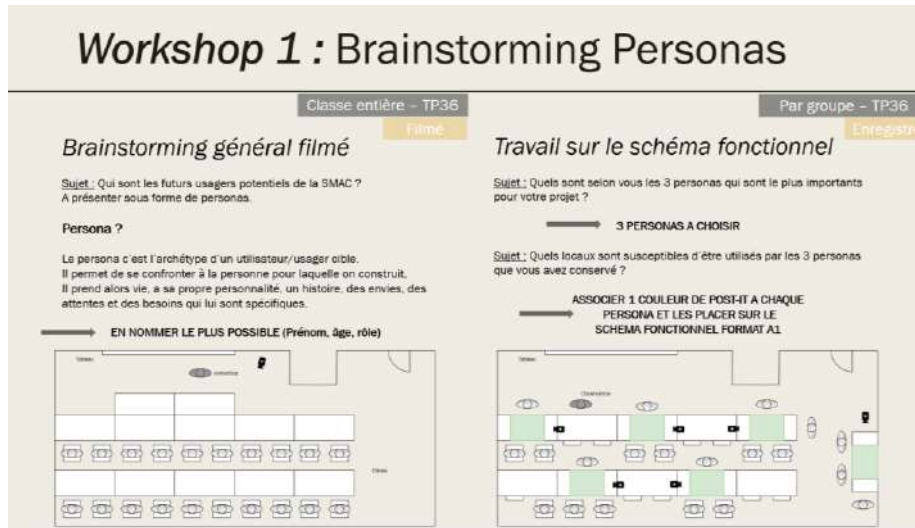 Workshop 1 : Brainstorming Personas
Classe entière – TP36
Filmé
Brainstorming général filmé
Sujet : Qui sont les futurs usagers potentiels de la SMAC ?
A présenter sous forme de personas.
Persona ?
Le persona c'est l'archétype d'un utilisateur/usager cible.
Il permet de se confronter à la personne pour laquelle on construit,
Il prend alors vie, a sa propre personnalité, un histoire, des envies, des
attentes et des besoins qui lui sont spécifiques.
EN NOMMER LE PLUS POSSIBLE (Prénom, âge, rôle)
Par groupe – TP36
Enregistré
Travail sur le schéma fonctionnel
Sujet : Quels sont selon vous les 3 personas qui sont le plus importants
pour votre projet ?
3 PERSONAS A CHOISIR
Sujet : Quels locaux sont susceptibles d'être utilisés par les 3 personas
que vous avez conservé ?
ASSOCIER 1 COULEUR DE POST-IT A CHAQUE
PERSONA ET LES PLACER SUR LE
SCHEMA FONCTIONNEL FORMAT A1